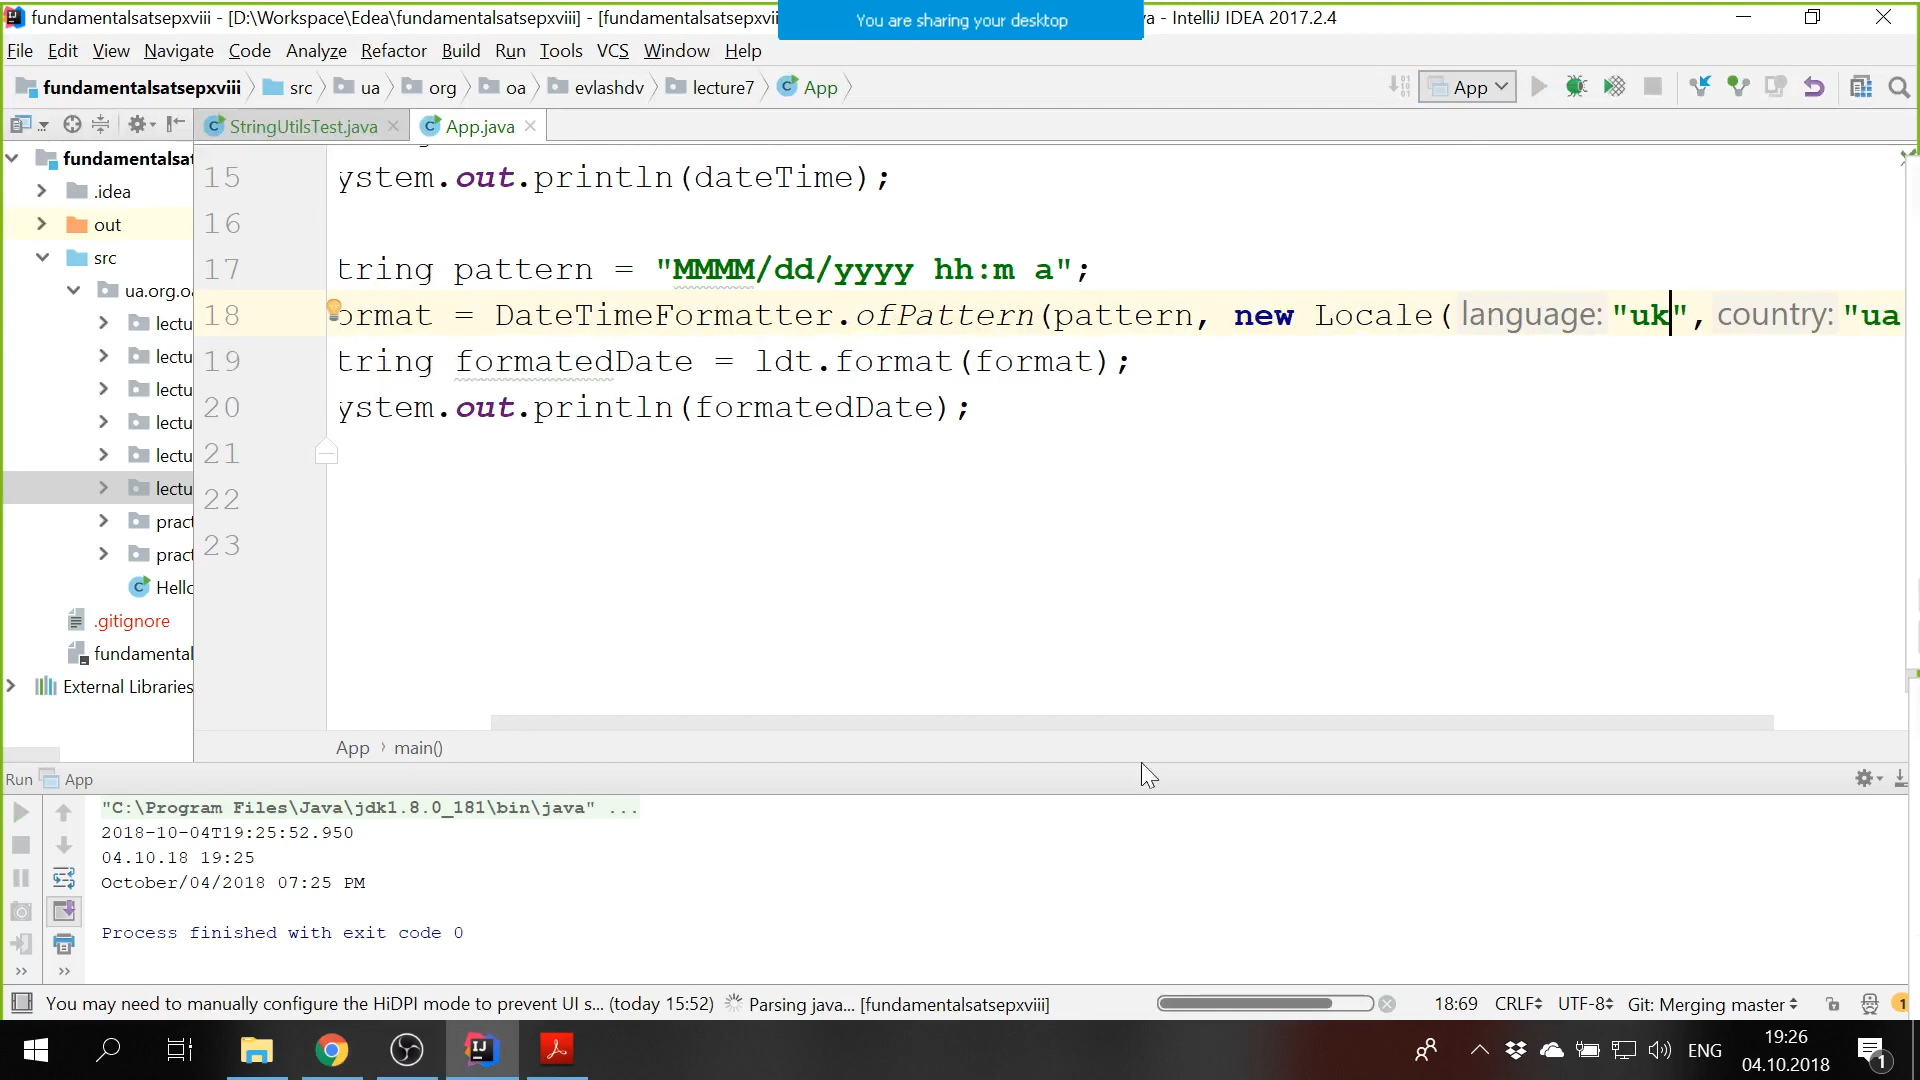 fundamentalsatsepxviii - [D:\Workspace\Edea\fundamentalsatsepxviii] - [fundamentalsatsepxvii
You are sharing your desktop
- IntelliJ IDEA 2017.2.4
File Edit View Navigate Code Analyze Refactor Build Run Tools VCS Window Help
fundamentalsatsepxviii src ua org oa evlashdv lecture7 App
App
StringUtilsTest.java
App.java
fundamentalsat
.idea
out
src
ua.org.o
lectu
lectu
lectu
lectu
lectu
lectu
pract
pract
Hello
.gitignore
fundamental
External Libraries
15 ystem.out.println(dateTime);
16
17 tring pattern = "MMMM/dd/yyyy hh:m a";
18 ormat = DateTimeFormatter.ofPattern(pattern, new Locale( language: "uk", country: "ua
19 tring formatedDate = ldt.format(format);
20 ystem.out.println(formatedDate);
21
22
23
App › main()
Run App
"C:\Program Files\Java\jdk1.8.0_181\bin\java" ...
2018-10-04T19:25:52.950
04.10.18 19:25
October/04/2018 07:25 PM
Process finished with exit code 0
You may need to manually configure the HiDPI mode to prevent UI s... (today 15:52) Parsing java... [fundamentalsatsepxviii] 18:69 CRLF UTF-8 Git: Merging master 1
ENG
19:26
04.10.2018
1